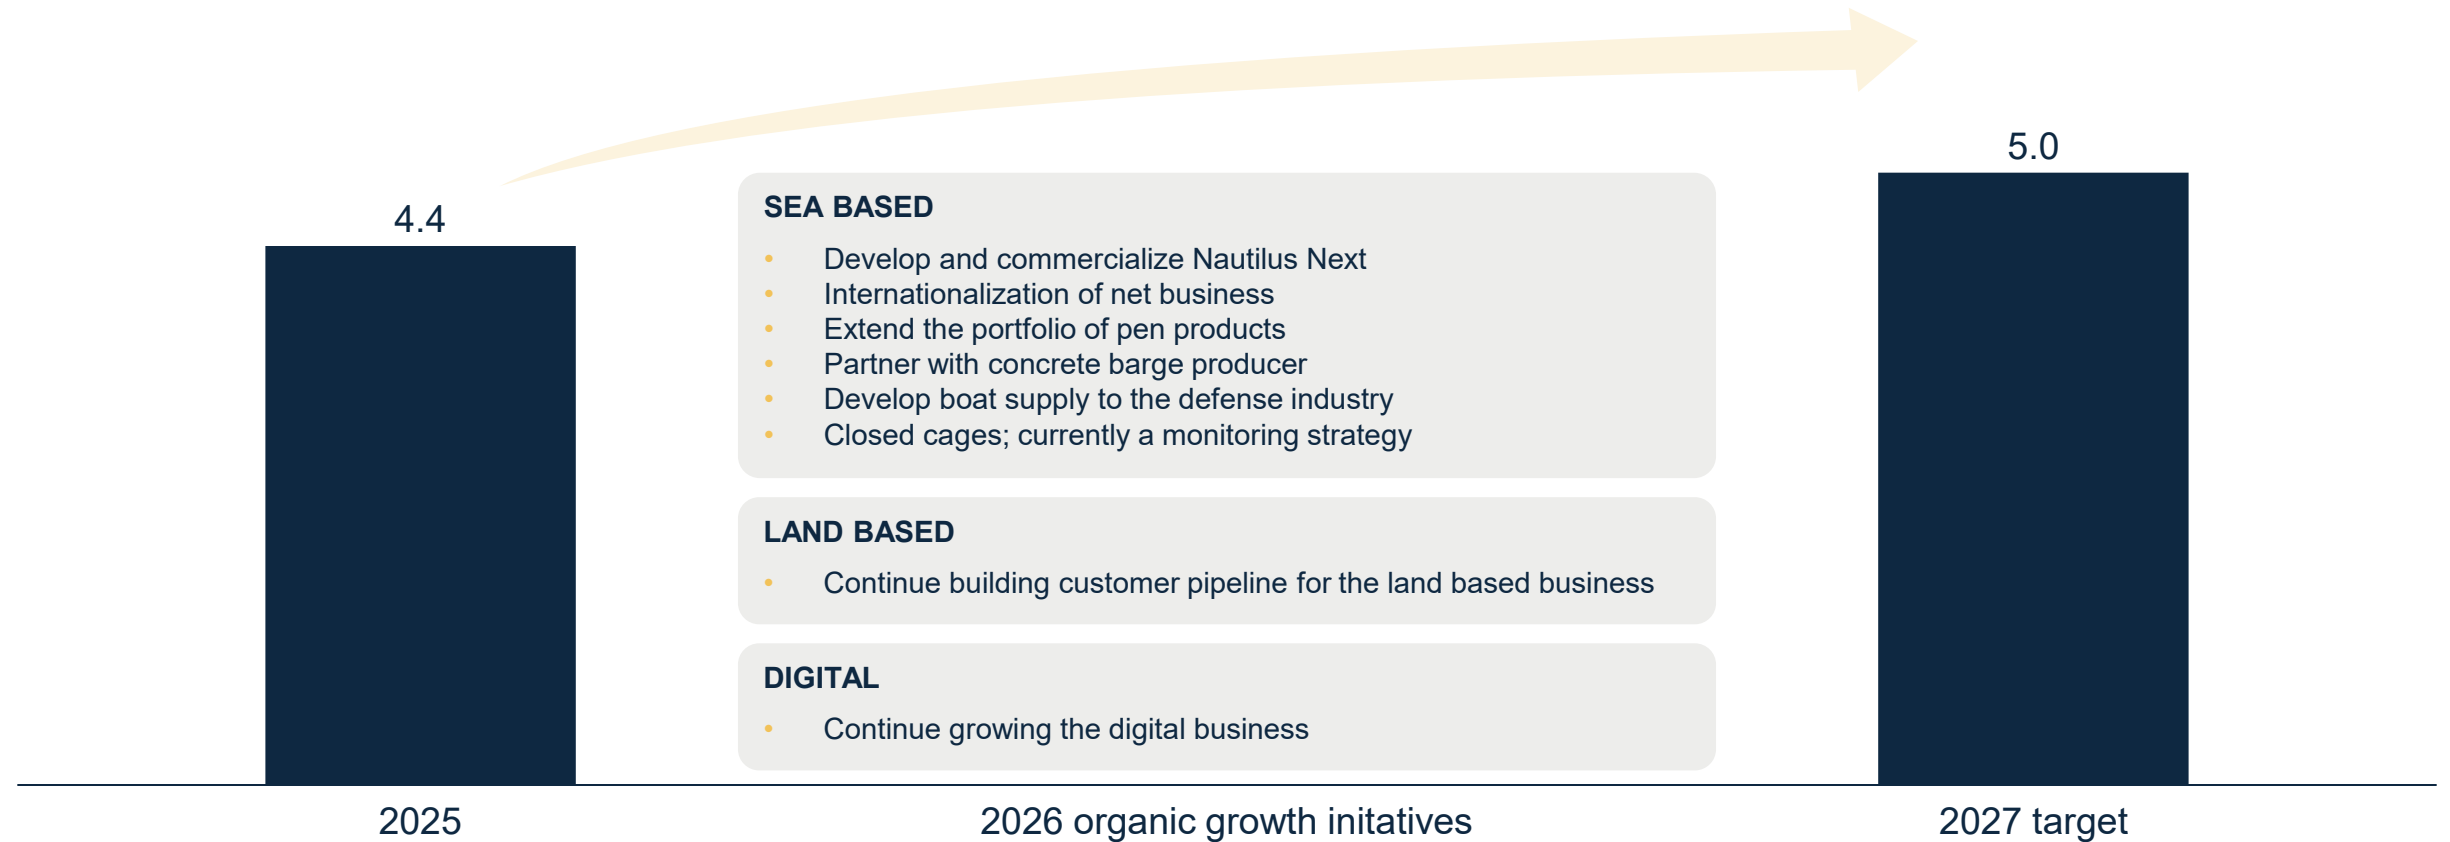 4.4
5.0
SEA BASED
• Develop and commercialize Nautilus Next
• Internationalization of net business
• Extend the portfolio of pen products
• Partner with concrete barge producer
• Develop boat supply to the defense industry
• Closed cages; currently a monitoring strategy
LAND BASED
• Continue building customer pipeline for the land based business
DIGITAL
• Continue growing the digital business
2025
2026 organic growth initatives
2027 target